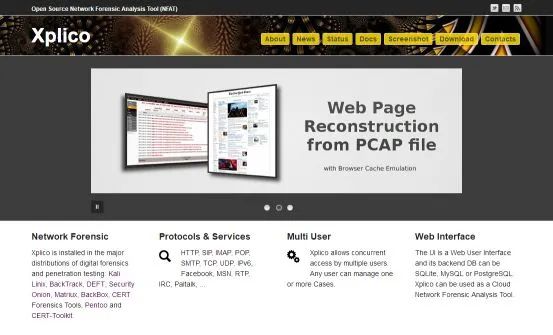 Open Source Network Forensic Analysis Tool (NFAT)
Xplico
About News Status Docs Screenshot Download Contacts
Web Page
Reconstruction
from PCAP file
with Browser Cache Emulation
Network Forensic
Xplico is installed in the major
distributions of digital forensics
and penetration testing: Kali
Linix, BackTrack, DEFT, Security
Onion, Matriux, BackBox, CERT
Forensics Tools, Pentoo and
CERT-Toolkit.
Protocols & Services
HTTP, SIP, IMAP, POP,
SMTP, TCP, UDP, IPv6,
Facebook, MSN, RTP,
IRC, Paltalk, ...
Multi User
Xplico allows concurrent
access by multiple users.
Any user can manage one
or more Cases.
Web Interface
The UI is a Web User Interface
and its backend DB can be
SQLite, MySQL or PostgreSQL.
Xplico can be used as a Cloud
Network Forensic Analysis Tool.